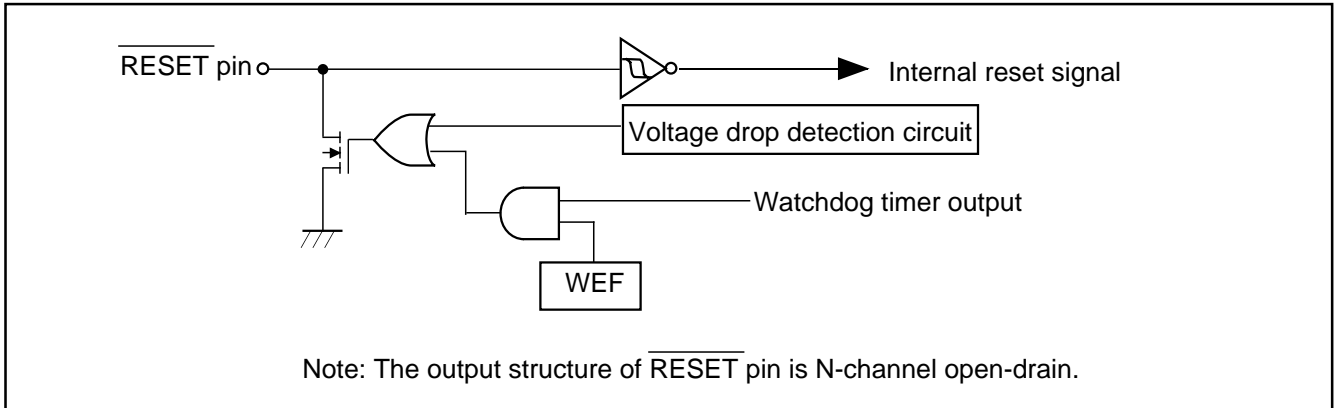 RESET pin
Internal reset signal
Voltage drop detection circuit
Watchdog timer output
WEF
Note: The output structure of RESET pin is N-channel open-drain.